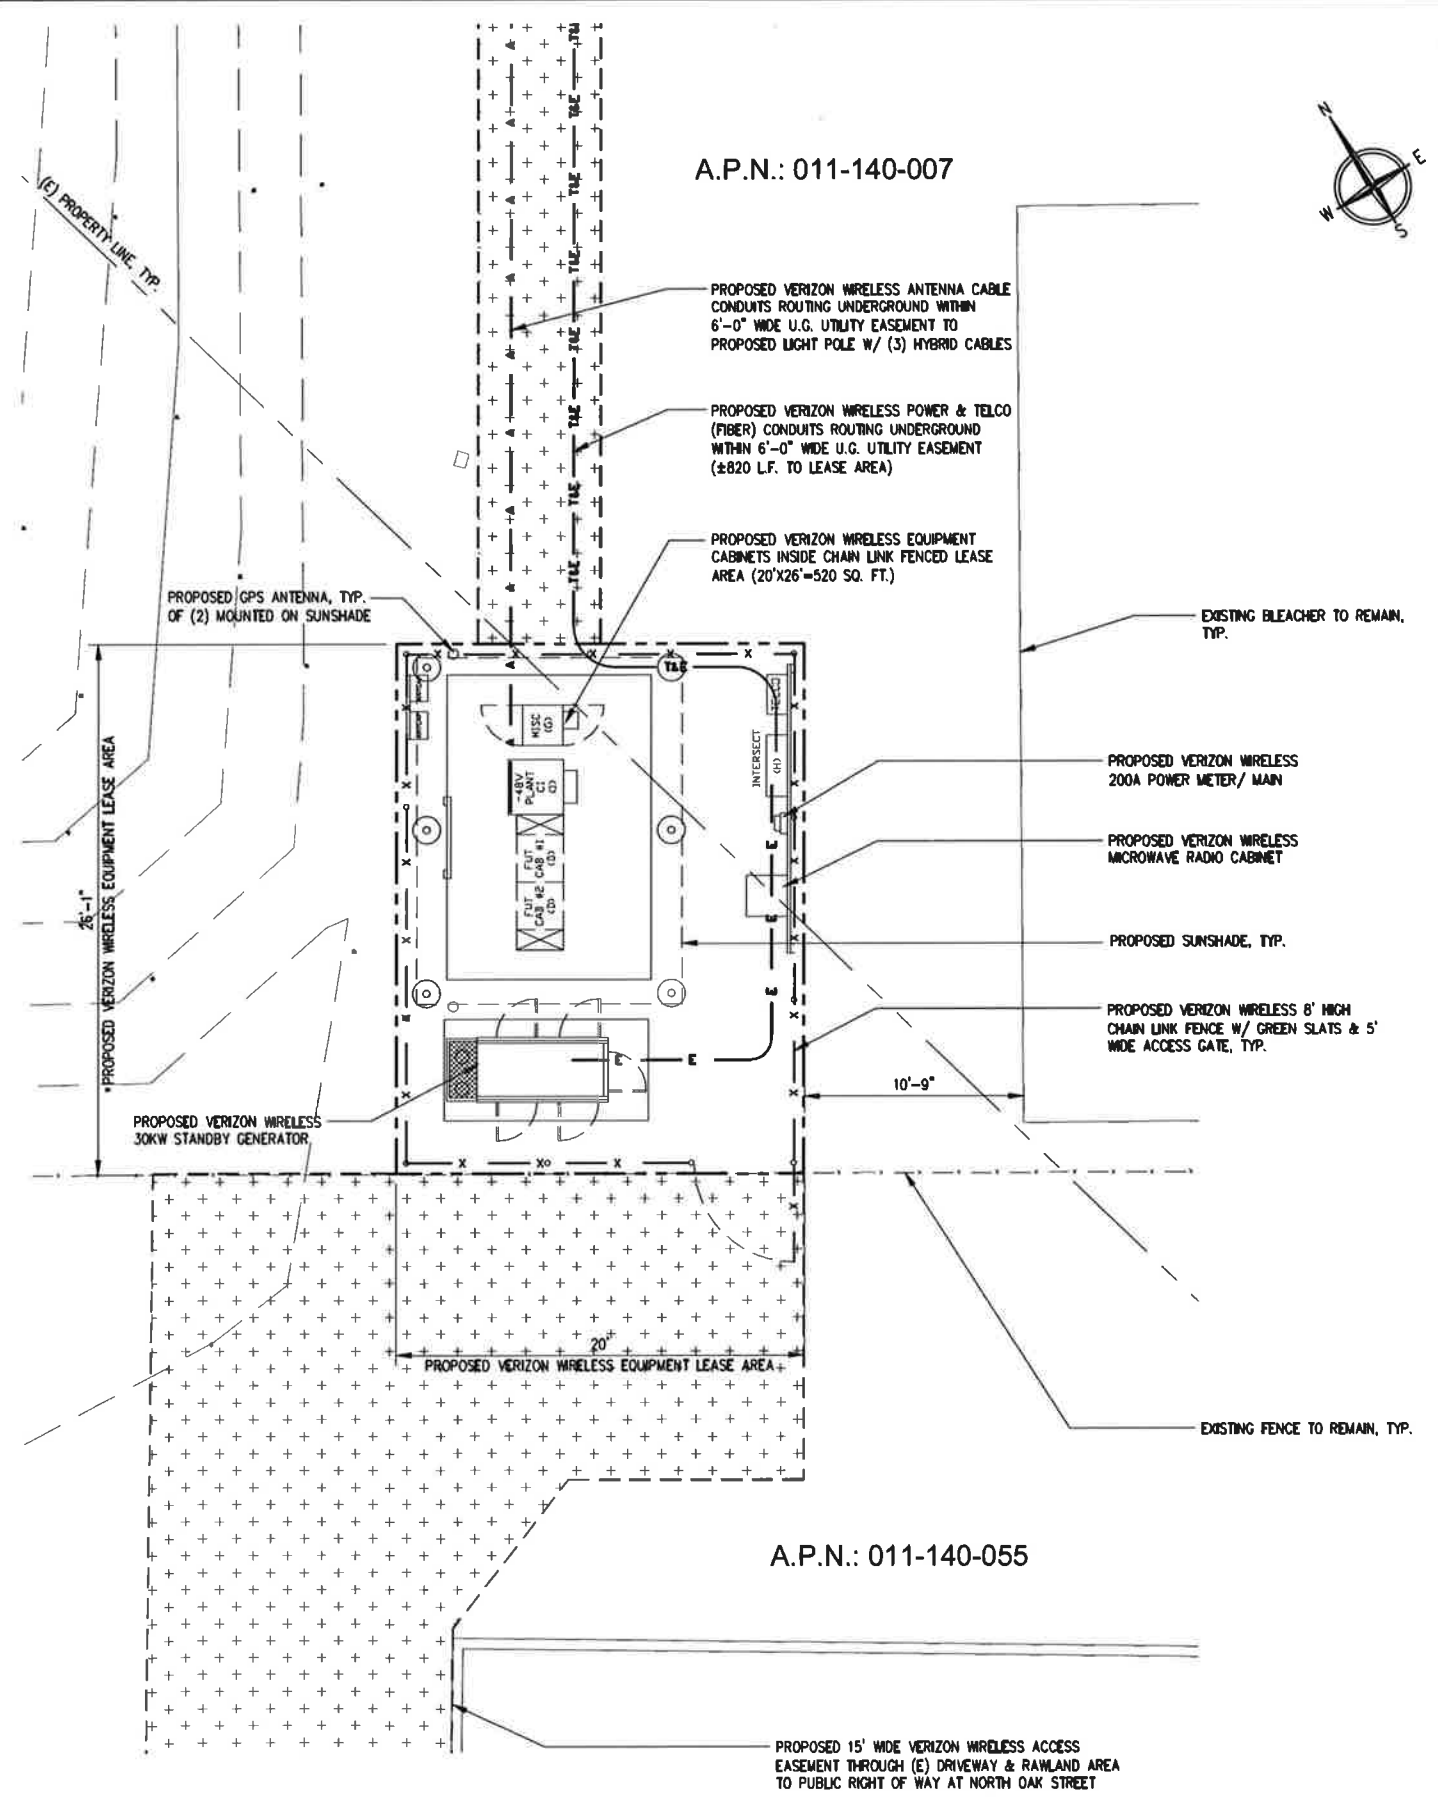 A.P.N.: 011-140-007
N
E
W
S
(E) PROPERTY LINE, TYP.
PROPOSED VERIZON WIRELESS ANTENNA CABLE
CONDUITS ROUTING UNDERGROUND WITHIN
6'-0" WIDE U.G. UTILITY EASEMENT TO
PROPOSED LIGHT POLE W/ (3) HYBRID CABLES
PROPOSED VERIZON WIRELESS POWER & TELCO
(FIBER) CONDUITS ROUTING UNDERGROUND
WITHIN 6'-0" WIDE U.G. UTILITY EASEMENT
(±820 L.F. TO LEASE AREA)
PROPOSED VERIZON WIRELESS EQUIPMENT
CABINETS INSIDE CHAIN LINK FENCED LEASE
AREA (20'X26'=520 SQ. FT.)
PROPOSED GPS ANTENNA, TYP.
OF (2) MOUNTED ON SUNSHADE
EXISTING BLEACHER TO REMAIN,
TYP.
T&E
TELCO
MISC
(G)
INTERSECT
(H)
-48V
PLANT
C1
FUT
CAB #1
(D)
FUT
CAB #2
(D)
PROPOSED VERIZON WIRELESS
200A POWER METER/ MAIN
PROPOSED VERIZON WIRELESS
MICROWAVE RADIO CABINET
PROPOSED SUNSHADE, TYP.
PROPOSED VERIZON WIRELESS 8' HIGH
CHAIN LINK FENCE W/ GREEN SLATS & 5'
WIDE ACCESS GATE, TYP.
26'-1"
PROPOSED VERIZON WIRELESS EQUIPMENT LEASE AREA
E
E
E
E
E
10'-9"
PROPOSED VERIZON WIRELESS
30KW STANDBY GENERATOR
20'
PROPOSED VERIZON WIRELESS EQUIPMENT LEASE AREA
EXISTING FENCE TO REMAIN, TYP.
A.P.N.: 011-140-055
PROPOSED 15' WIDE VERIZON WIRELESS ACCESS
EASEMENT THROUGH (E) DRIVEWAY & RAWLAND AREA
TO PUBLIC RIGHT OF WAY AT NORTH OAK STREET